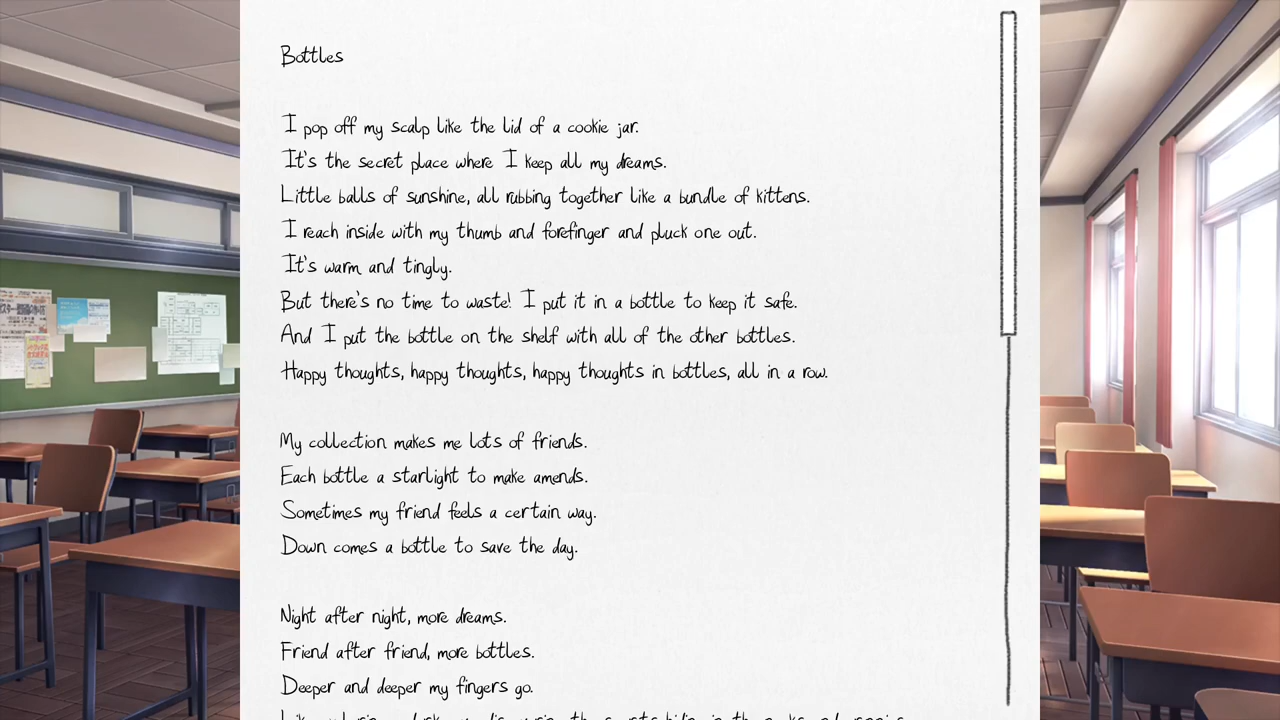 Bottles
I pop off my scalp like the lid of a cookie jar.
It's the secret place where I keep all my dreams.
Little balls of sunshine, all rubbing together like a bundle of kittens.
I reach inside with my thumb and forefinger and pluck one out.
It's warm and tingly.
But there's no time to waste! I put it in a bottle to keep it safe.
And I put the bottle on the shelf with all of the other bottles.
Happy thoughts, happy thoughts, happy thoughts in bottles, all in a row.
My collection makes me lots of friends.
Each bottle a starlight to make amends.
Sometimes my friend feels a certain way.
Down comes a bottle to save the day.
Night after night, more dreams.
Friend after friend, more bottles.
Deeper and deeper my fingers go.